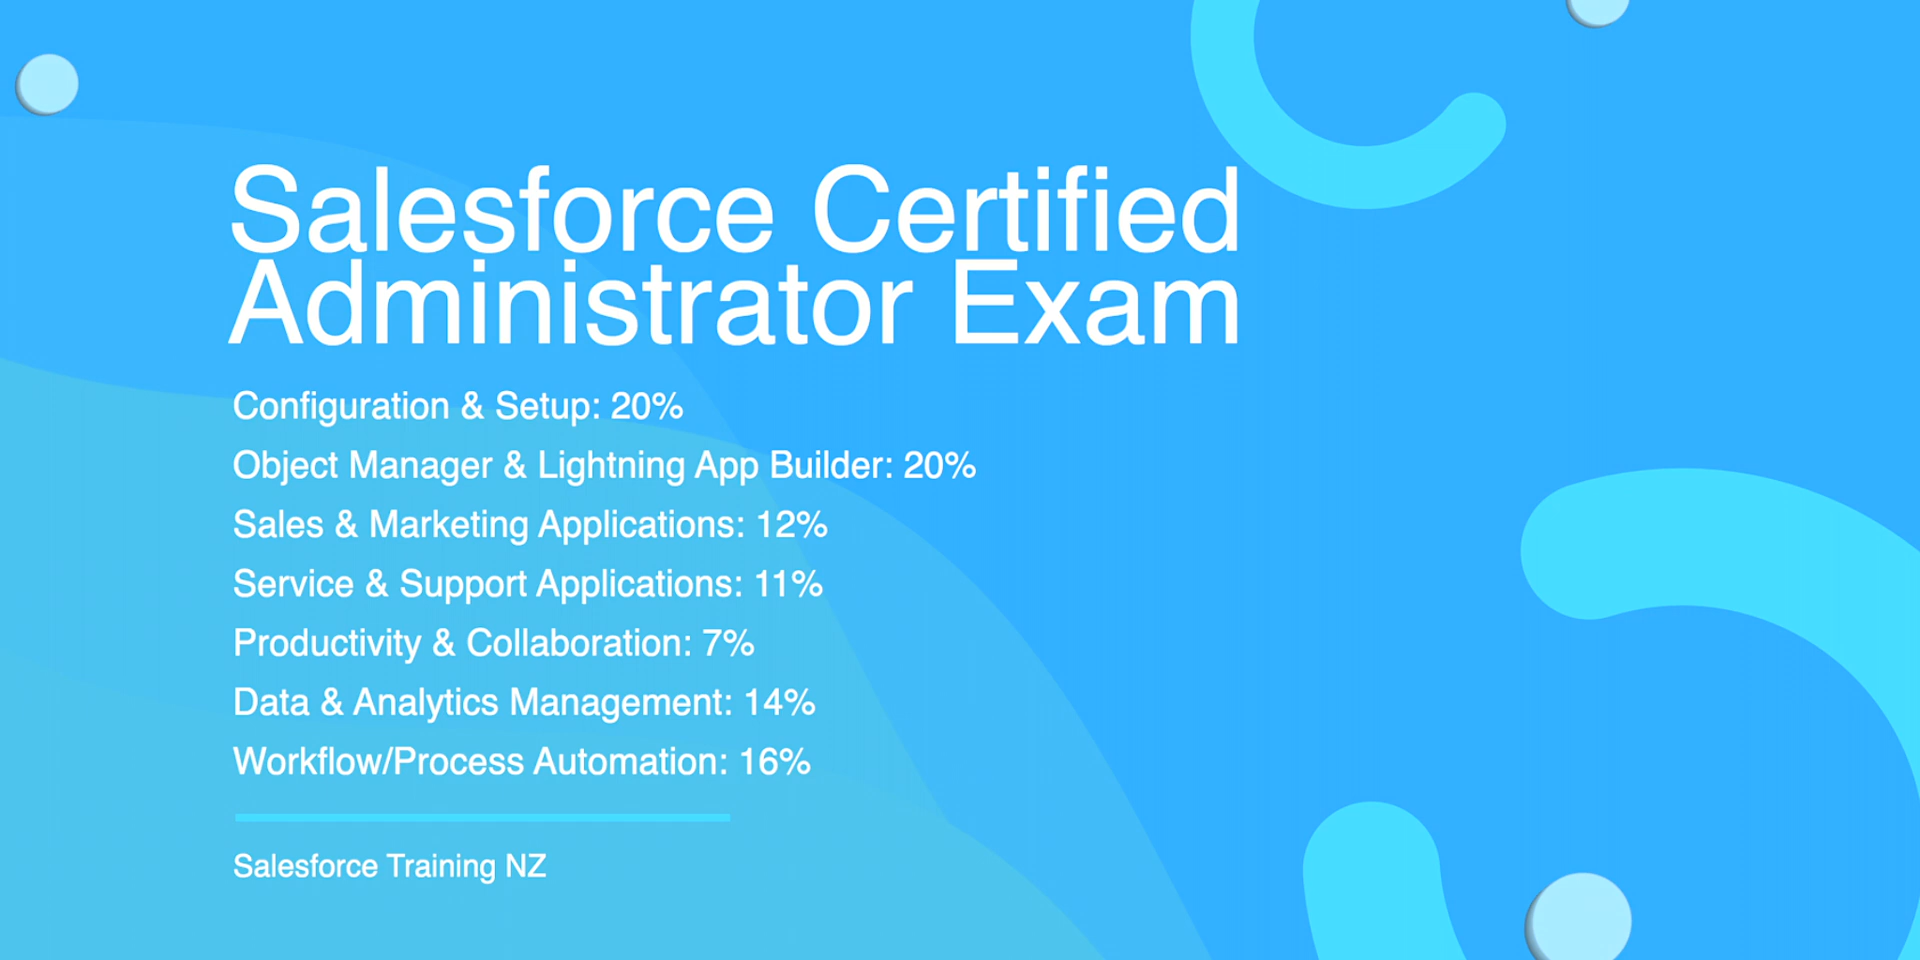 Salesforce Certified
Administrator Exam
Configuration & Setup: 20%
Object Manager & Lightning App Builder: 20%
Sales & Marketing Applications: 12%
Service & Support Applications: 11%
Productivity & Collaboration: 7%
Data & Analytics Management: 14%
Workflow/Process Automation: 16%
Salesforce Training NZ